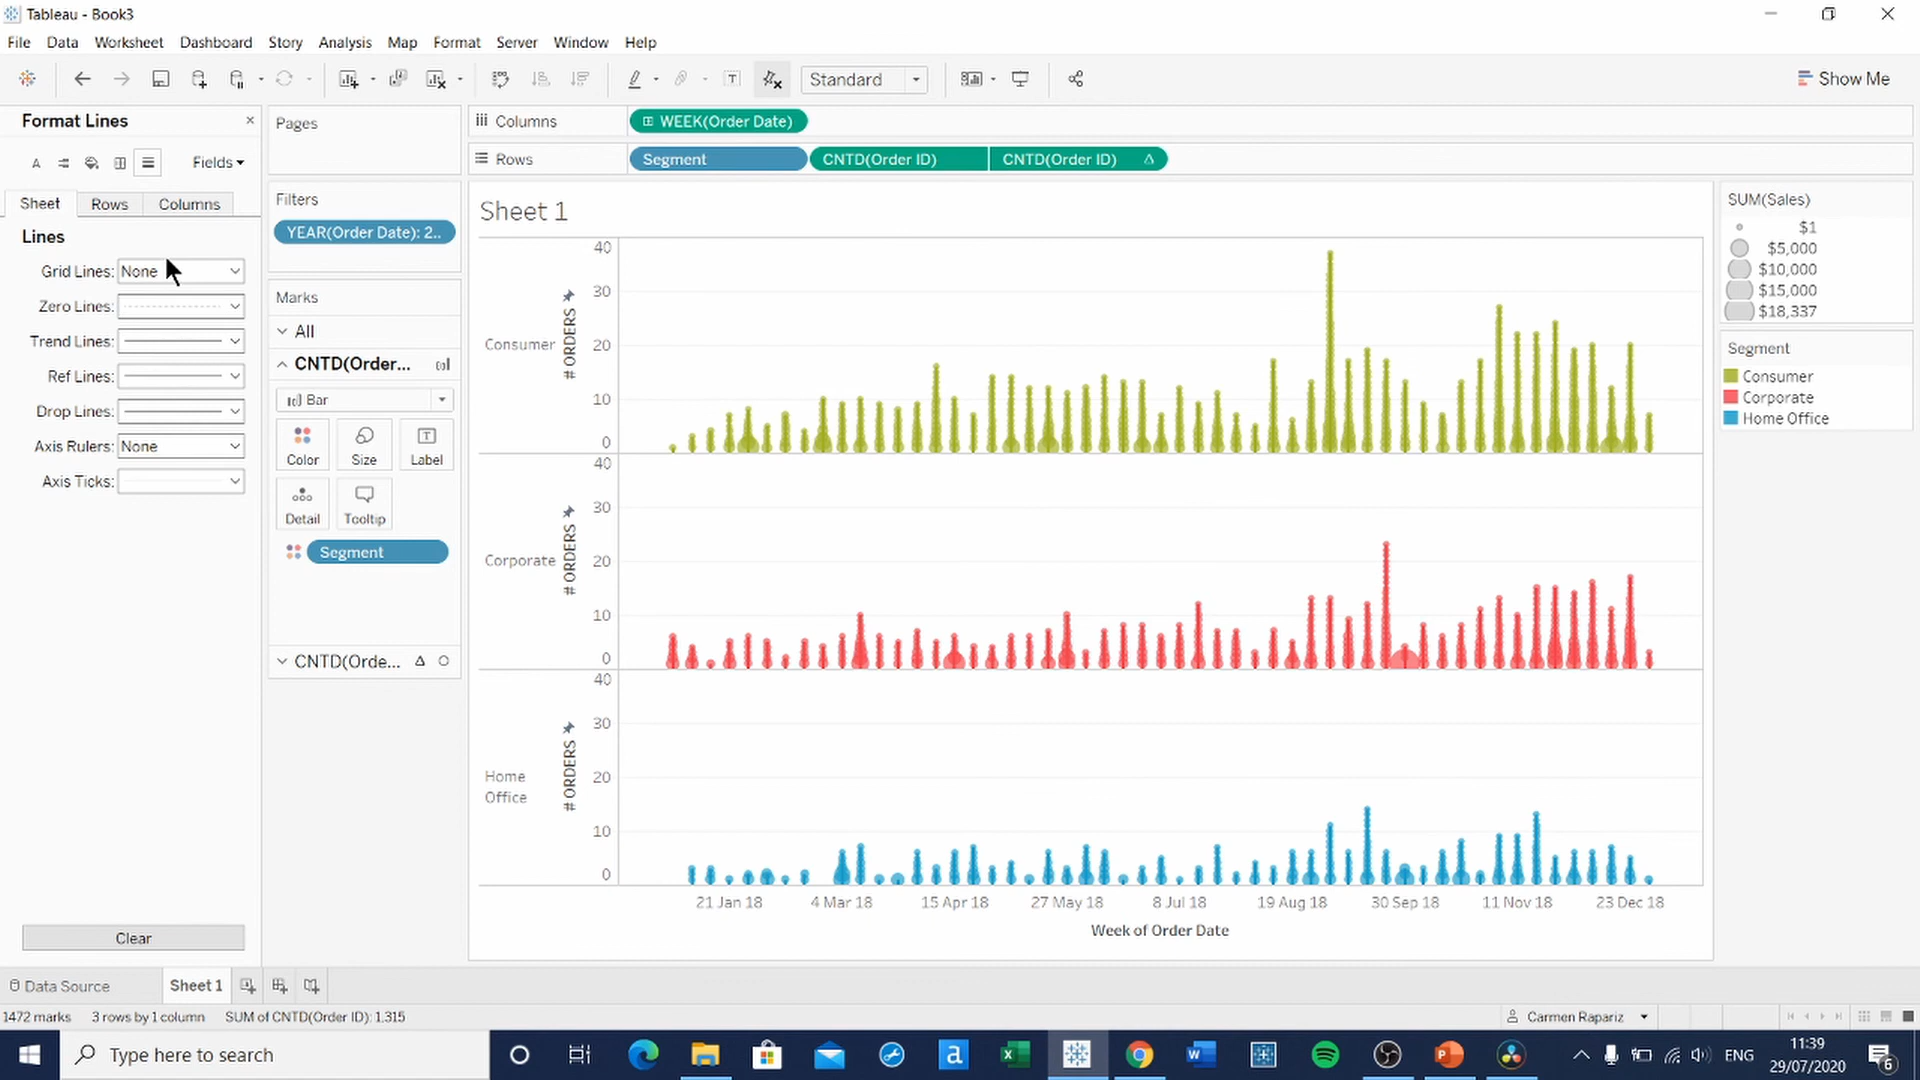 Tableau - Book3
File Data Worksheet Dashboard Story Analysis Map Format Server Window Help
Standard
Show Me
Format Lines
Fields
Sheet Rows Columns
Lines
Grid Lines: None
Zero Lines:
Trend Lines:
Ref Lines:
Drop Lines:
Axis Rulers: None
Axis Ticks:
Clear
Pages
Filters
YEAR(Order Date): 2..
Marks
All
CNTD(Order...
Bar
Color Size Label
Detail Tooltip
Segment
CNTD(Orde...
Columns WEEK(Order Date)
Rows Segment CNTD(Order ID) CNTD(Order ID)
Sheet 1
Consumer
# ORDERS
40
30
20
10
0
Corporate
# ORDERS
40
30
20
10
0
Home
Office
# ORDERS
40
30
20
10
0
21 Jan 18 4 Mar 18 15 Apr 18 27 May 18 8 Jul 18 19 Aug 18 30 Sep 18 11 Nov 18 23 Dec 18
Week of Order Date
SUM(Sales)
$1
$5,000
$10,000
$15,000
$18,337
Segment
Consumer
Corporate
Home Office
Data Source Sheet 1
1472 marks 3 rows by 1 column SUM of CNTD(Order ID): 1,315
Carmen Rapariz
Type here to search
ENG
11:39
29/07/2020
6